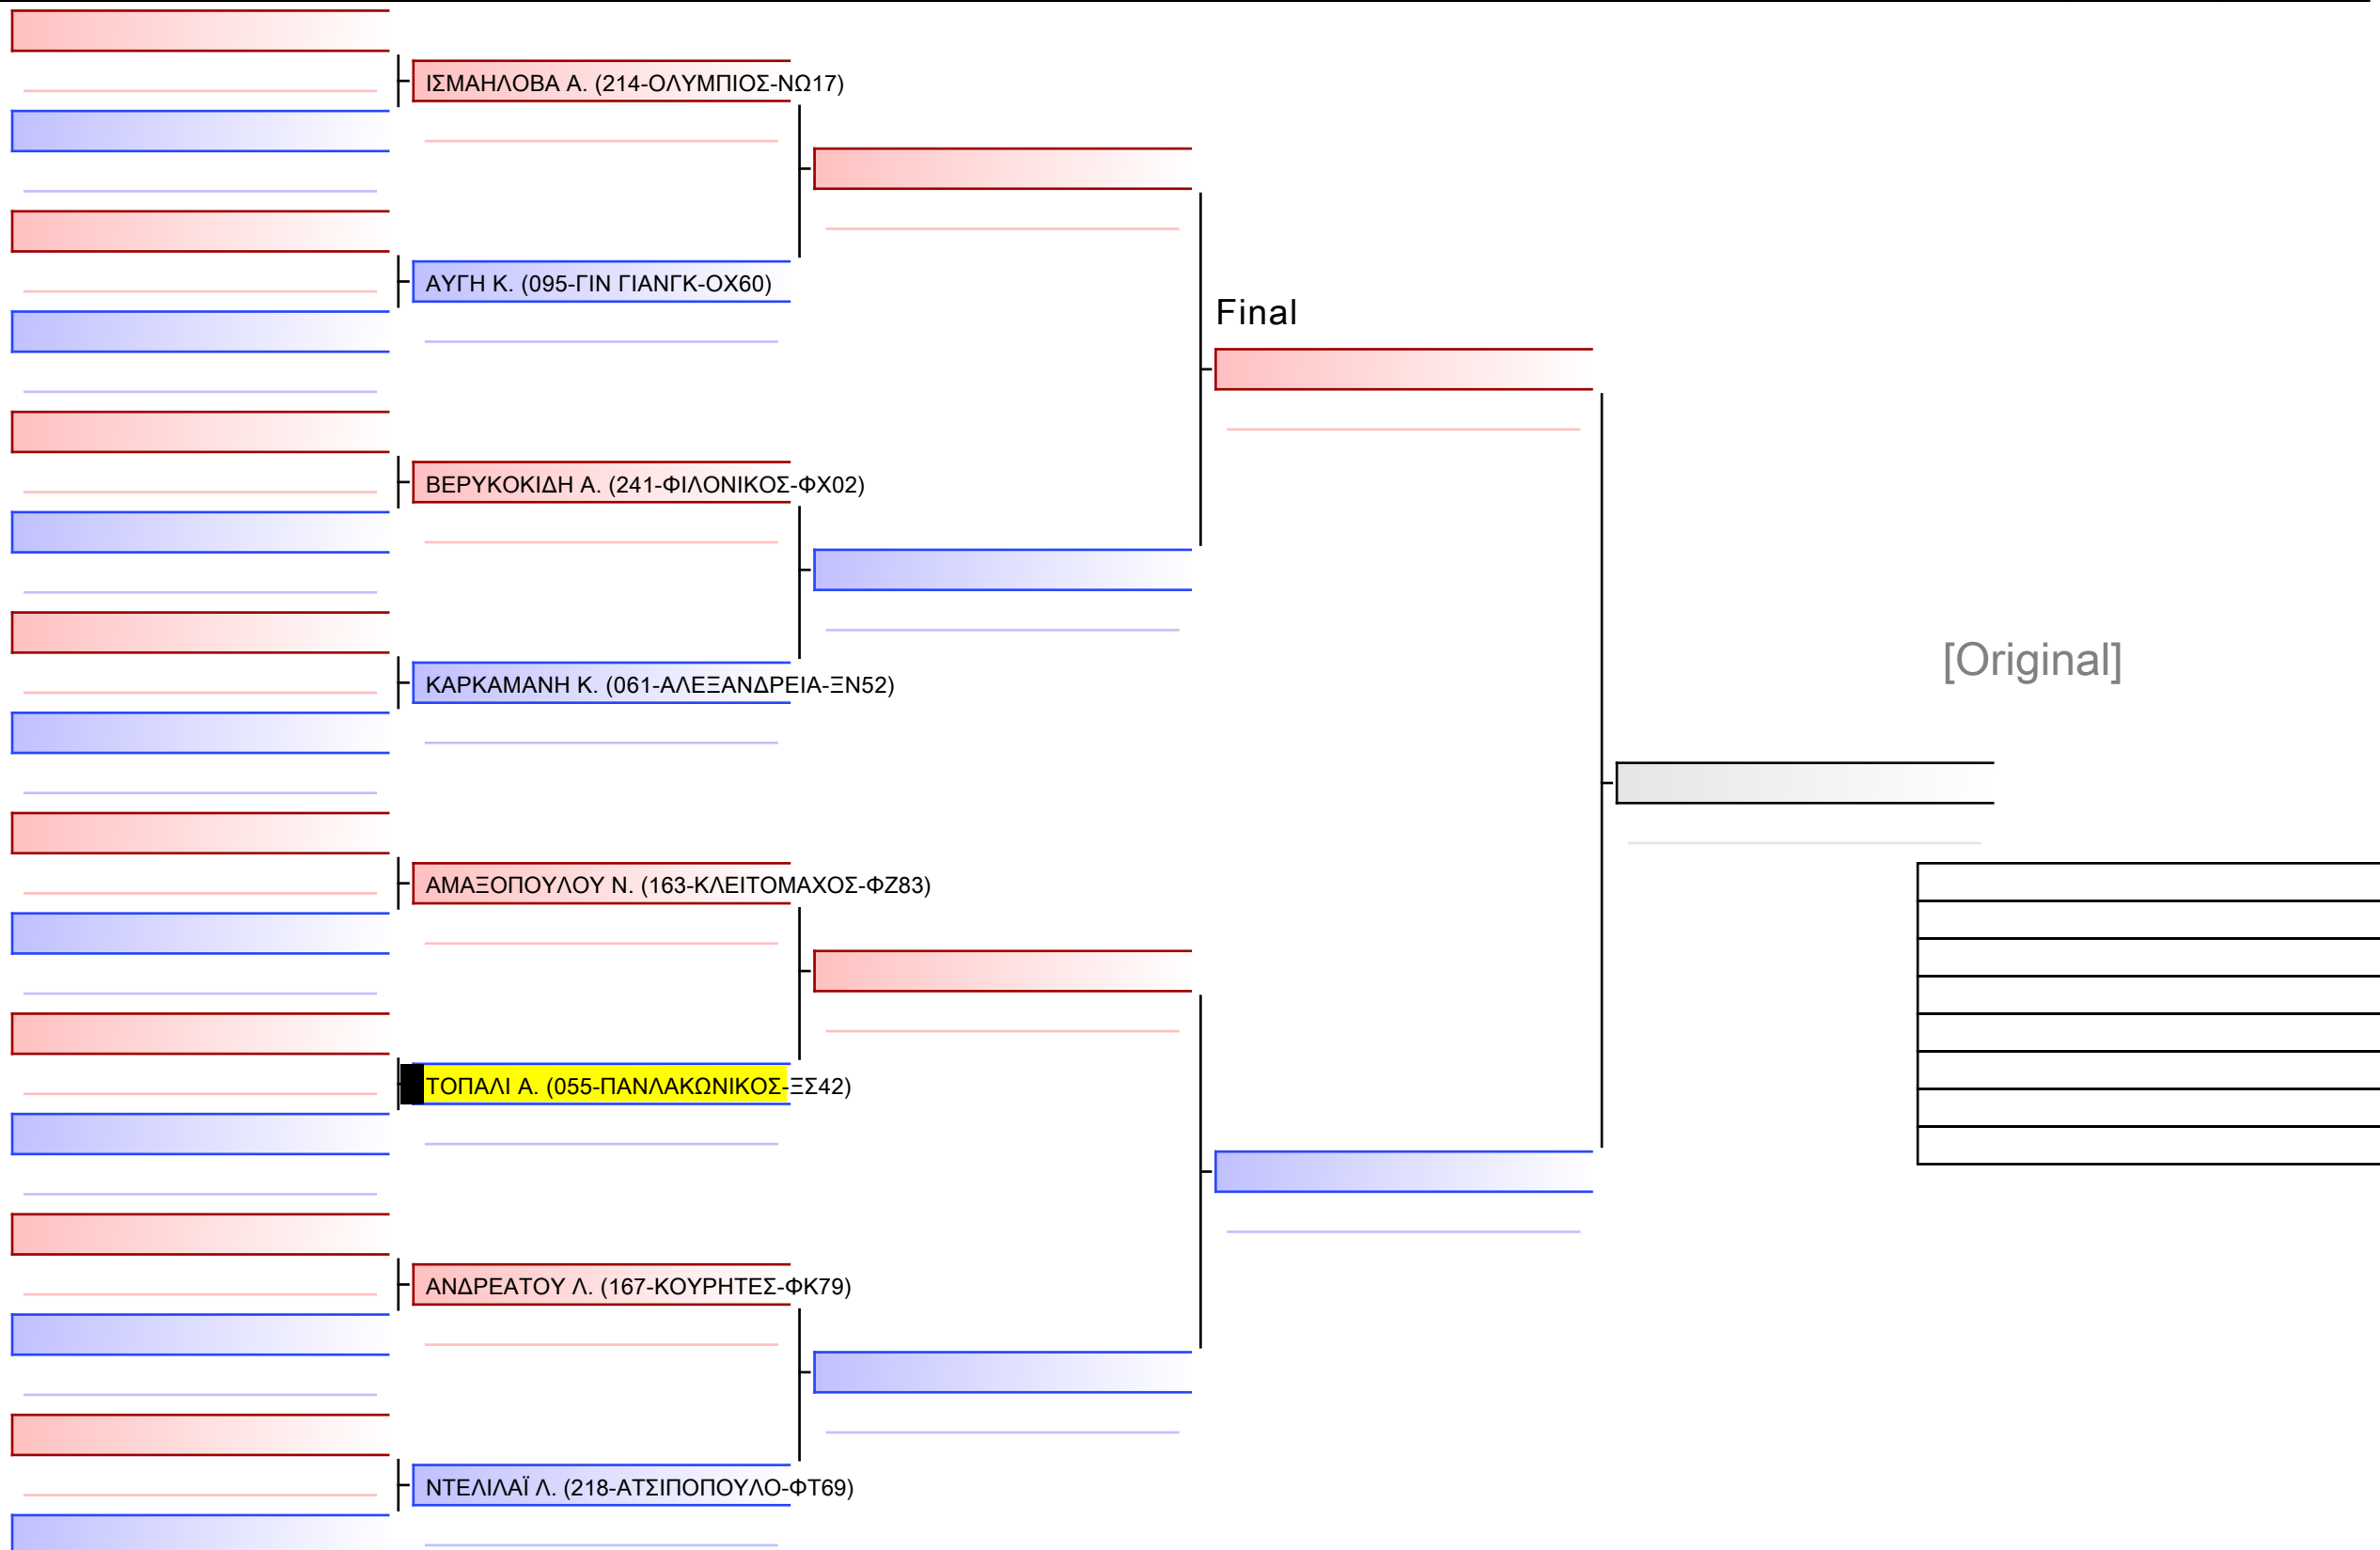 ΙΣΜΑΗΛΟΒΑ Α. (214-ΟΛΥΜΠΙΟΣ-ΝΩ17)
ΑΥΓΗ Κ. (095-ΓΙΝ ΓΙΑΝΓΚ-ΟΧ60)
Final
ΒΕΡΥΚΟΚΙΔΗ Α. (241-ΦΙΛΟΝΙΚΟΣ-ΦΧ02)
[Original]
ΚΑΡΚΑΜΑΝΗ Κ. (061-ΑΛΕΞΑΝΔΡΕΙΑ-ΞΝ52)
ΑΜΑΞΟΠΟΥΛΟΥ Ν. (163-ΚΛΕΙΤΟΜΑΧΟΣ-ΦΖ83)
ΤΟΠΑΛΙ Α. (055-ΠΑΝΛΑΚΩΝΙΚΟΣ-ΞΣ42)
ΑΝΔΡΕΑΤΟΥ Λ. (167-ΚΟΥΡΗΤΕΣ-ΦΚ79)
ΝΤΕΛΙΛΑΪ Λ. (218-ΑΤΣΙΠΟΠΟΥΛΟ-ΦΤ69)